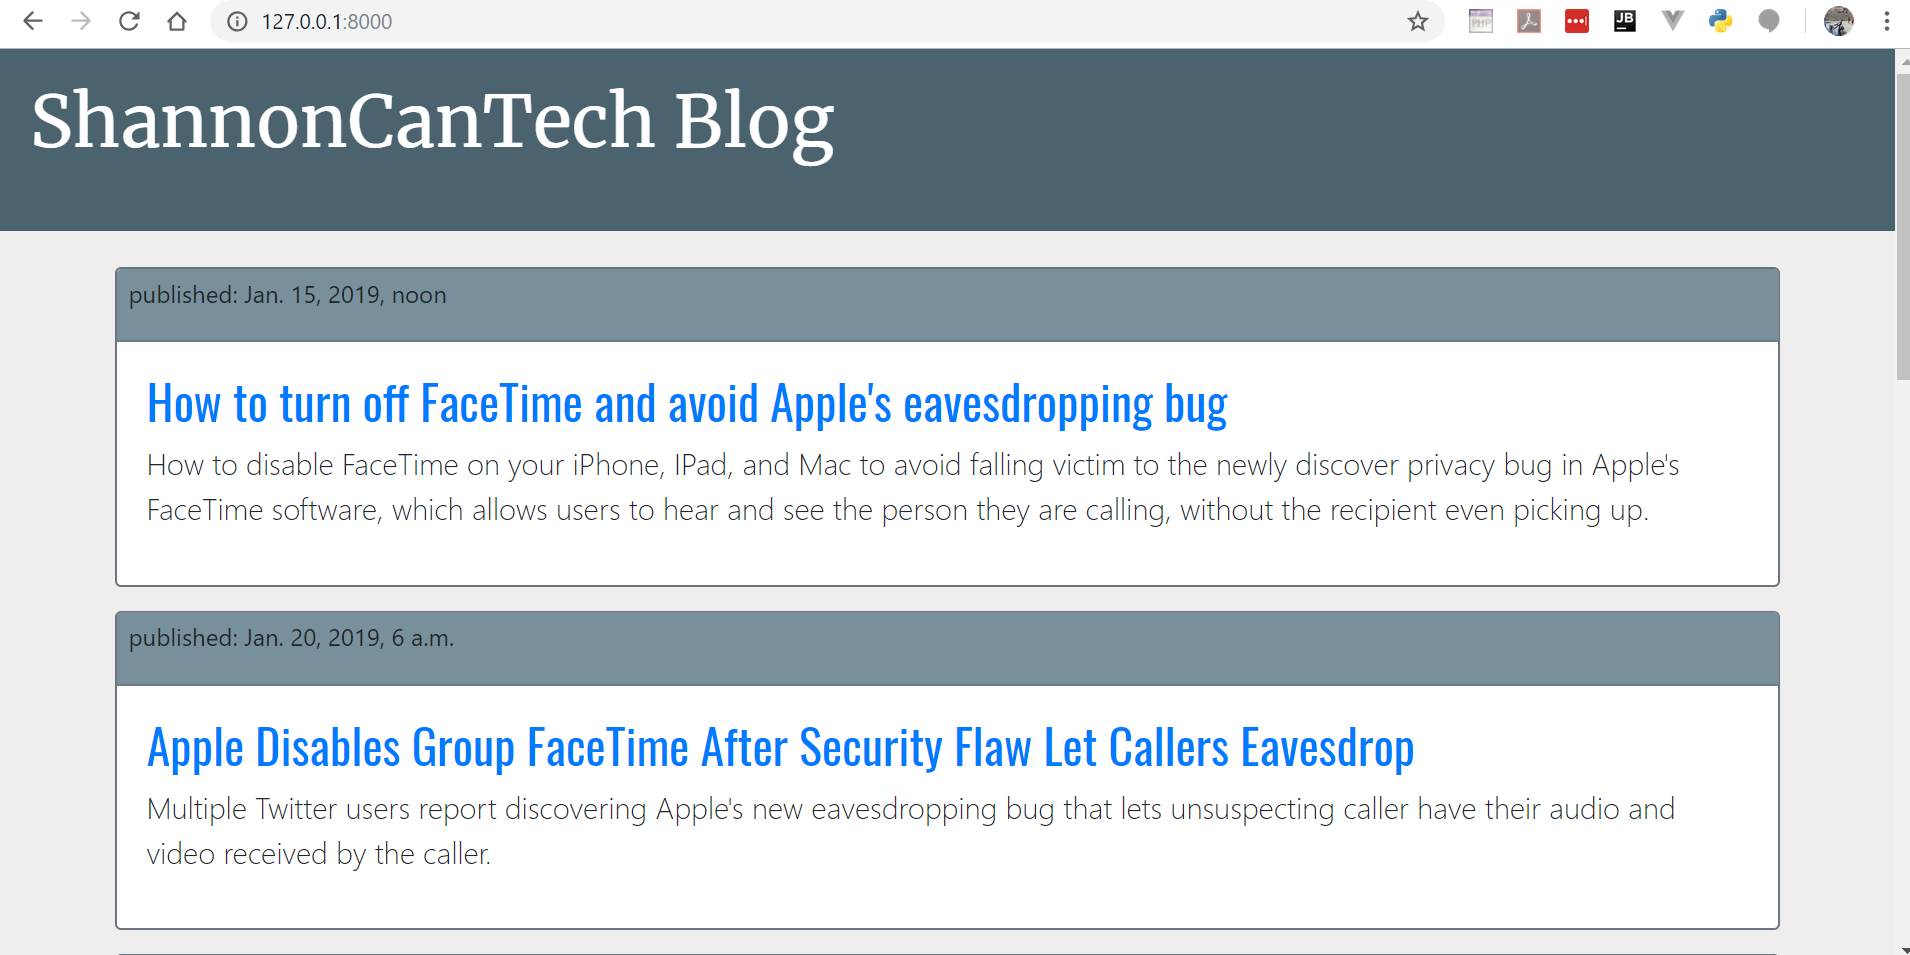 127.0.0.1:8000
PHP
JB
ShannonCanTech Blog
published: Jan. 15, 2019, noon
How to turn off FaceTime and avoid Apple's eavesdropping bug
How to disable FaceTime on your iPhone, IPad, and Mac to avoid falling victim to the newly discover privacy bug in Apple's
FaceTime software, which allows users to hear and see the person they are calling, without the recipient even picking up.
published: Jan. 20, 2019, 6 a.m.
Apple Disables Group FaceTime After Security Flaw Let Callers Eavesdrop
Multiple Twitter users report discovering Apple's new eavesdropping bug that lets unsuspecting caller have their audio and
video received by the caller.